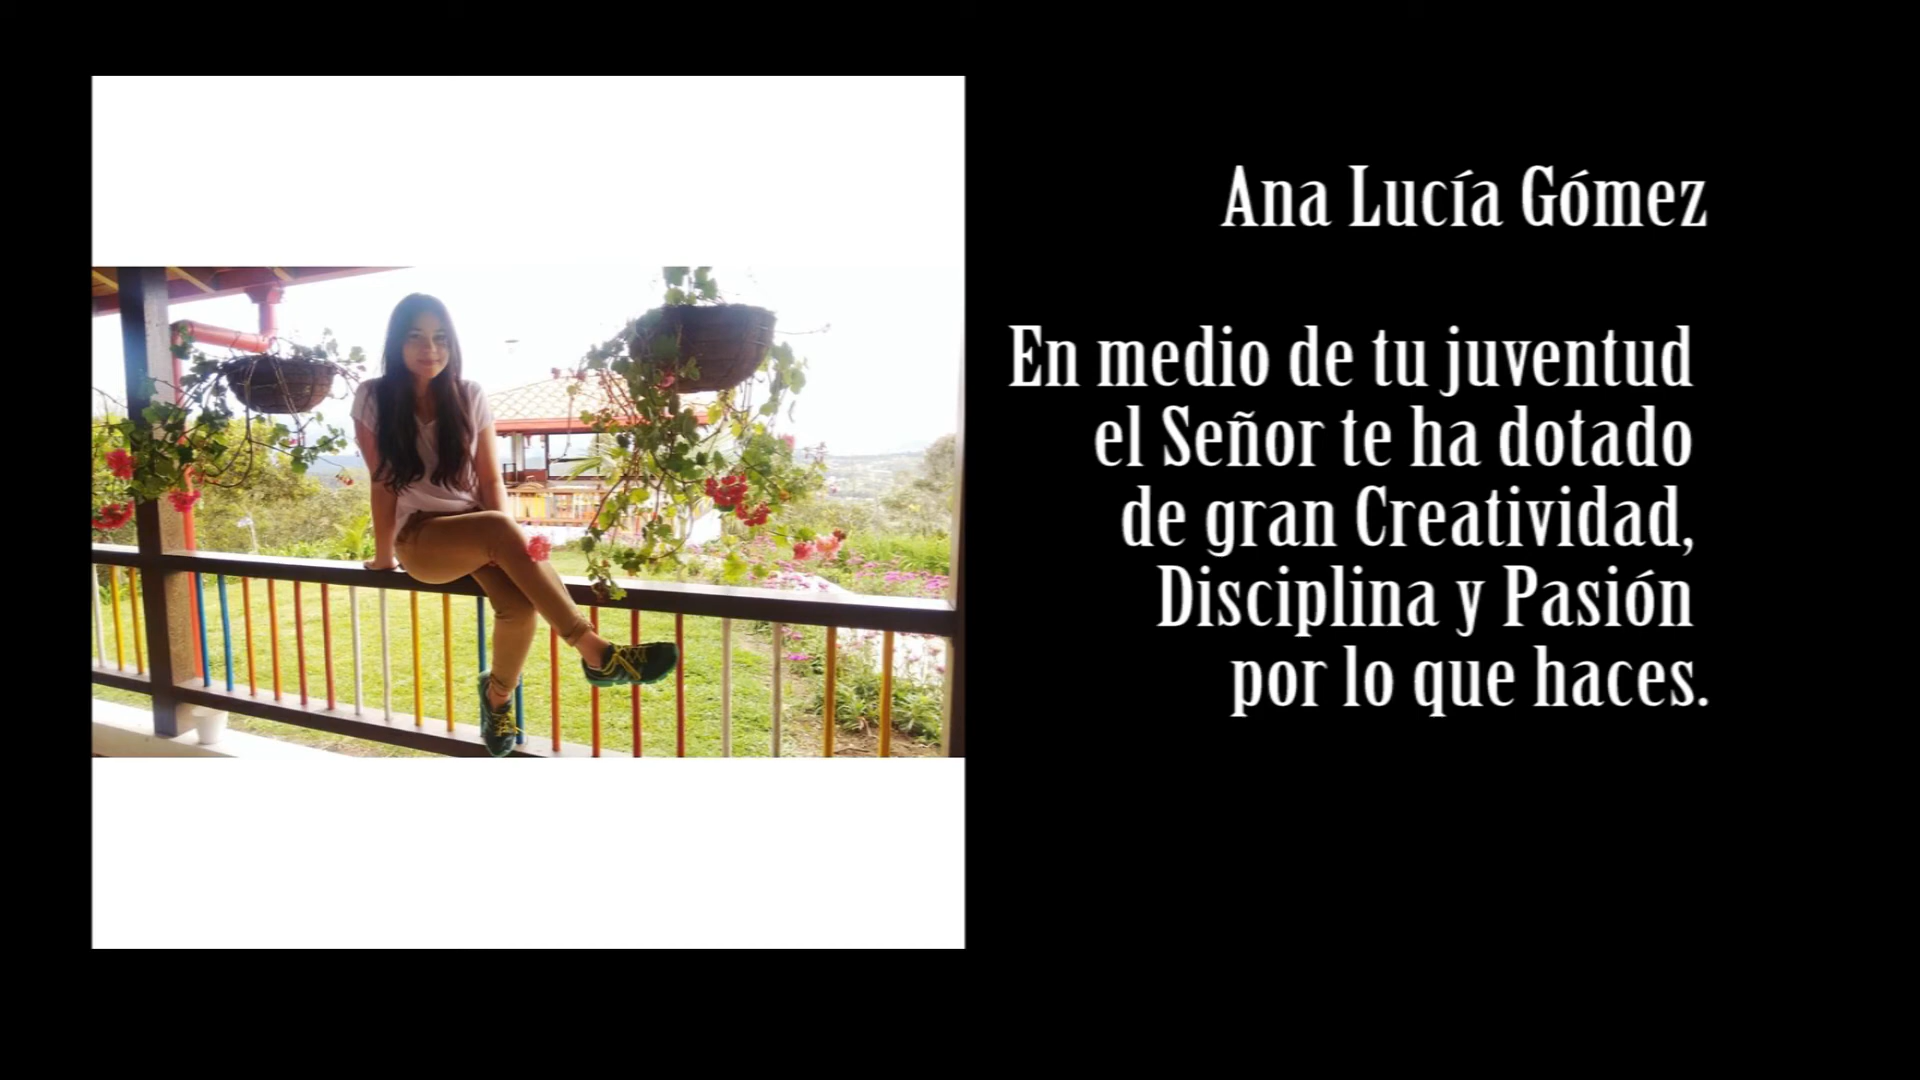 Ana Lucía Gómez
En medio de tu juventud
el Señor te ha dotado
de gran Creatividad,
Disciplina y Pasión
por lo que haces.